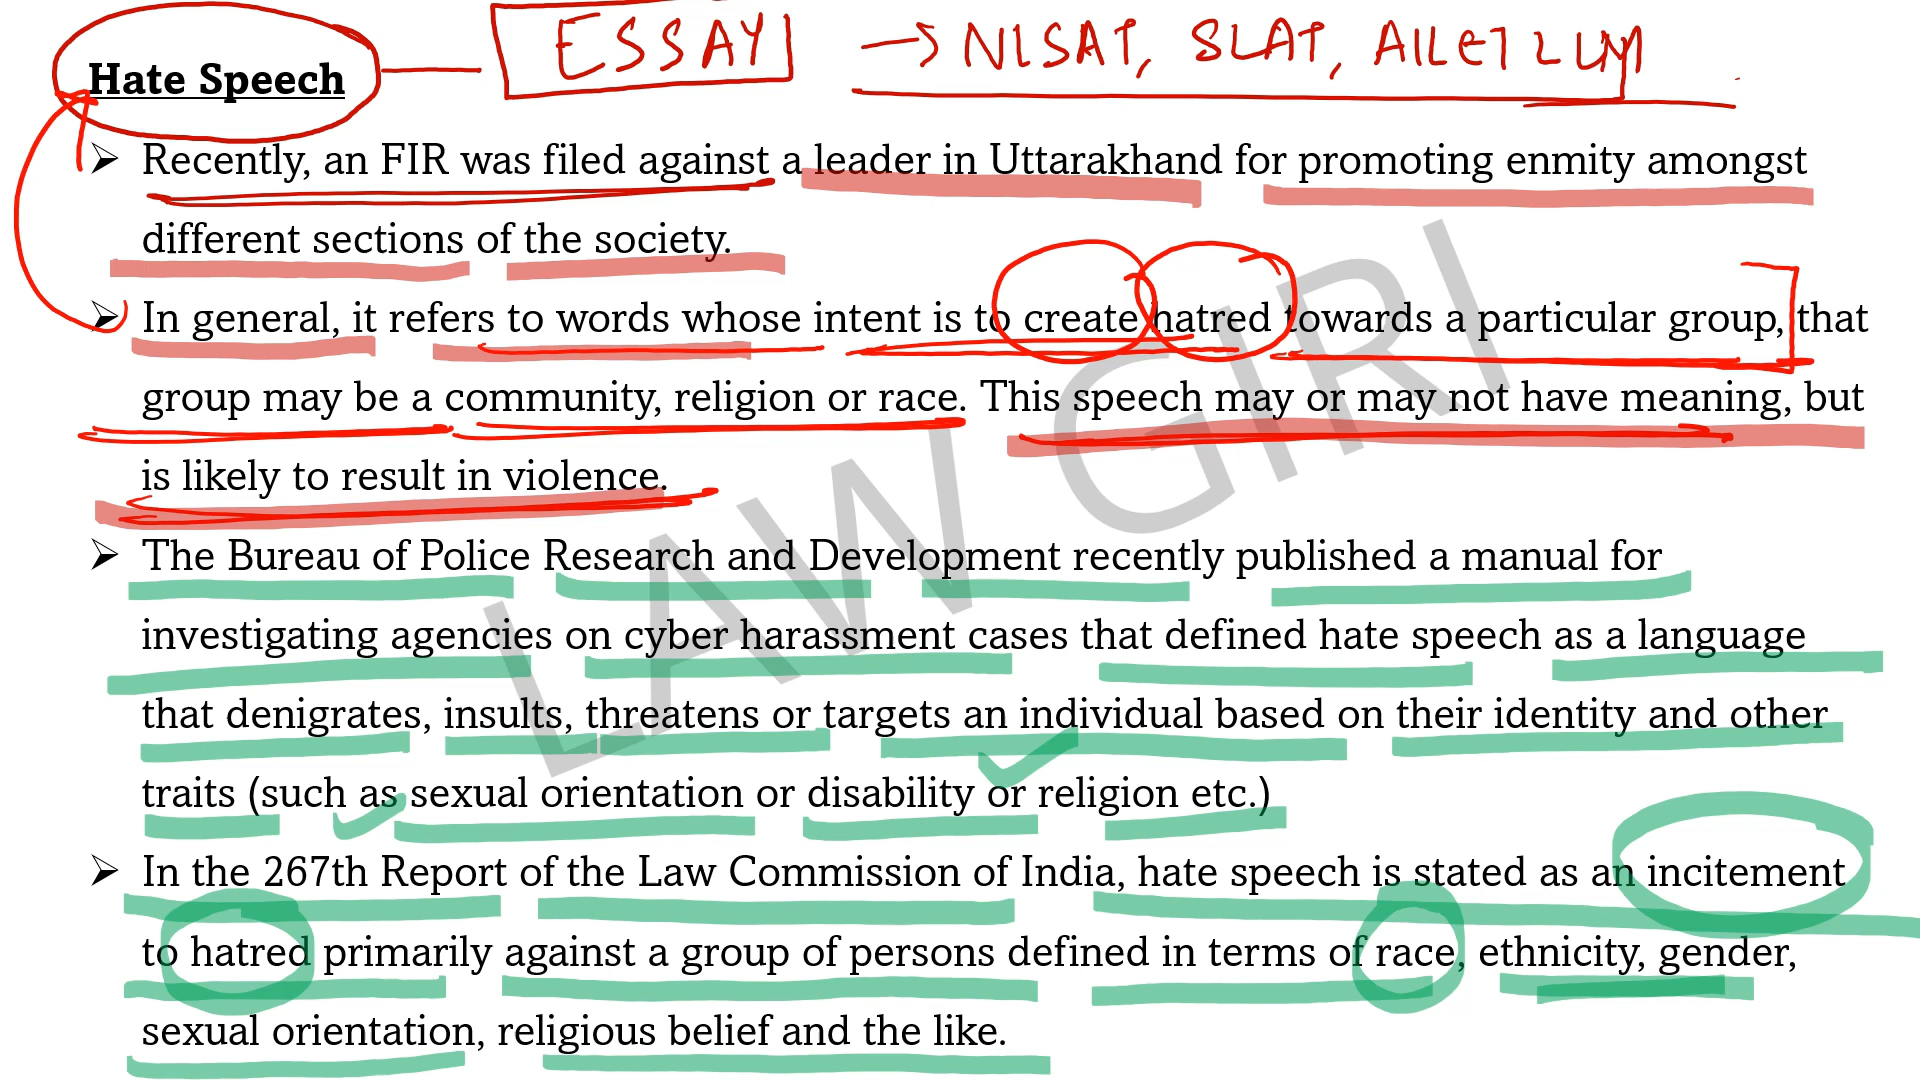 Hate Speech ESSAY → NLSAT, SLAT, AILET LLM
➢ Recently, an FIR was filed against a leader in Uttarakhand for promoting enmity amongst
different sections of the society.
➢ In general, it refers to words whose intent is to create hatred towards a particular group, that
group may be a community, religion or race. This speech may or may not have meaning, but
is likely to result in violence.
➢ The Bureau of Police Research and Development recently published a manual for
investigating agencies on cyber harassment cases that defined hate speech as a language
that denigrates, insults, threatens or targets an individual based on their identity and other
traits (such as sexual orientation or disability or religion etc.)
➢ In the 267th Report of the Law Commission of India, hate speech is stated as an incitement
to hatred primarily against a group of persons defined in terms of race, ethnicity, gender,
sexual orientation, religious belief and the like.
LAW GIRI